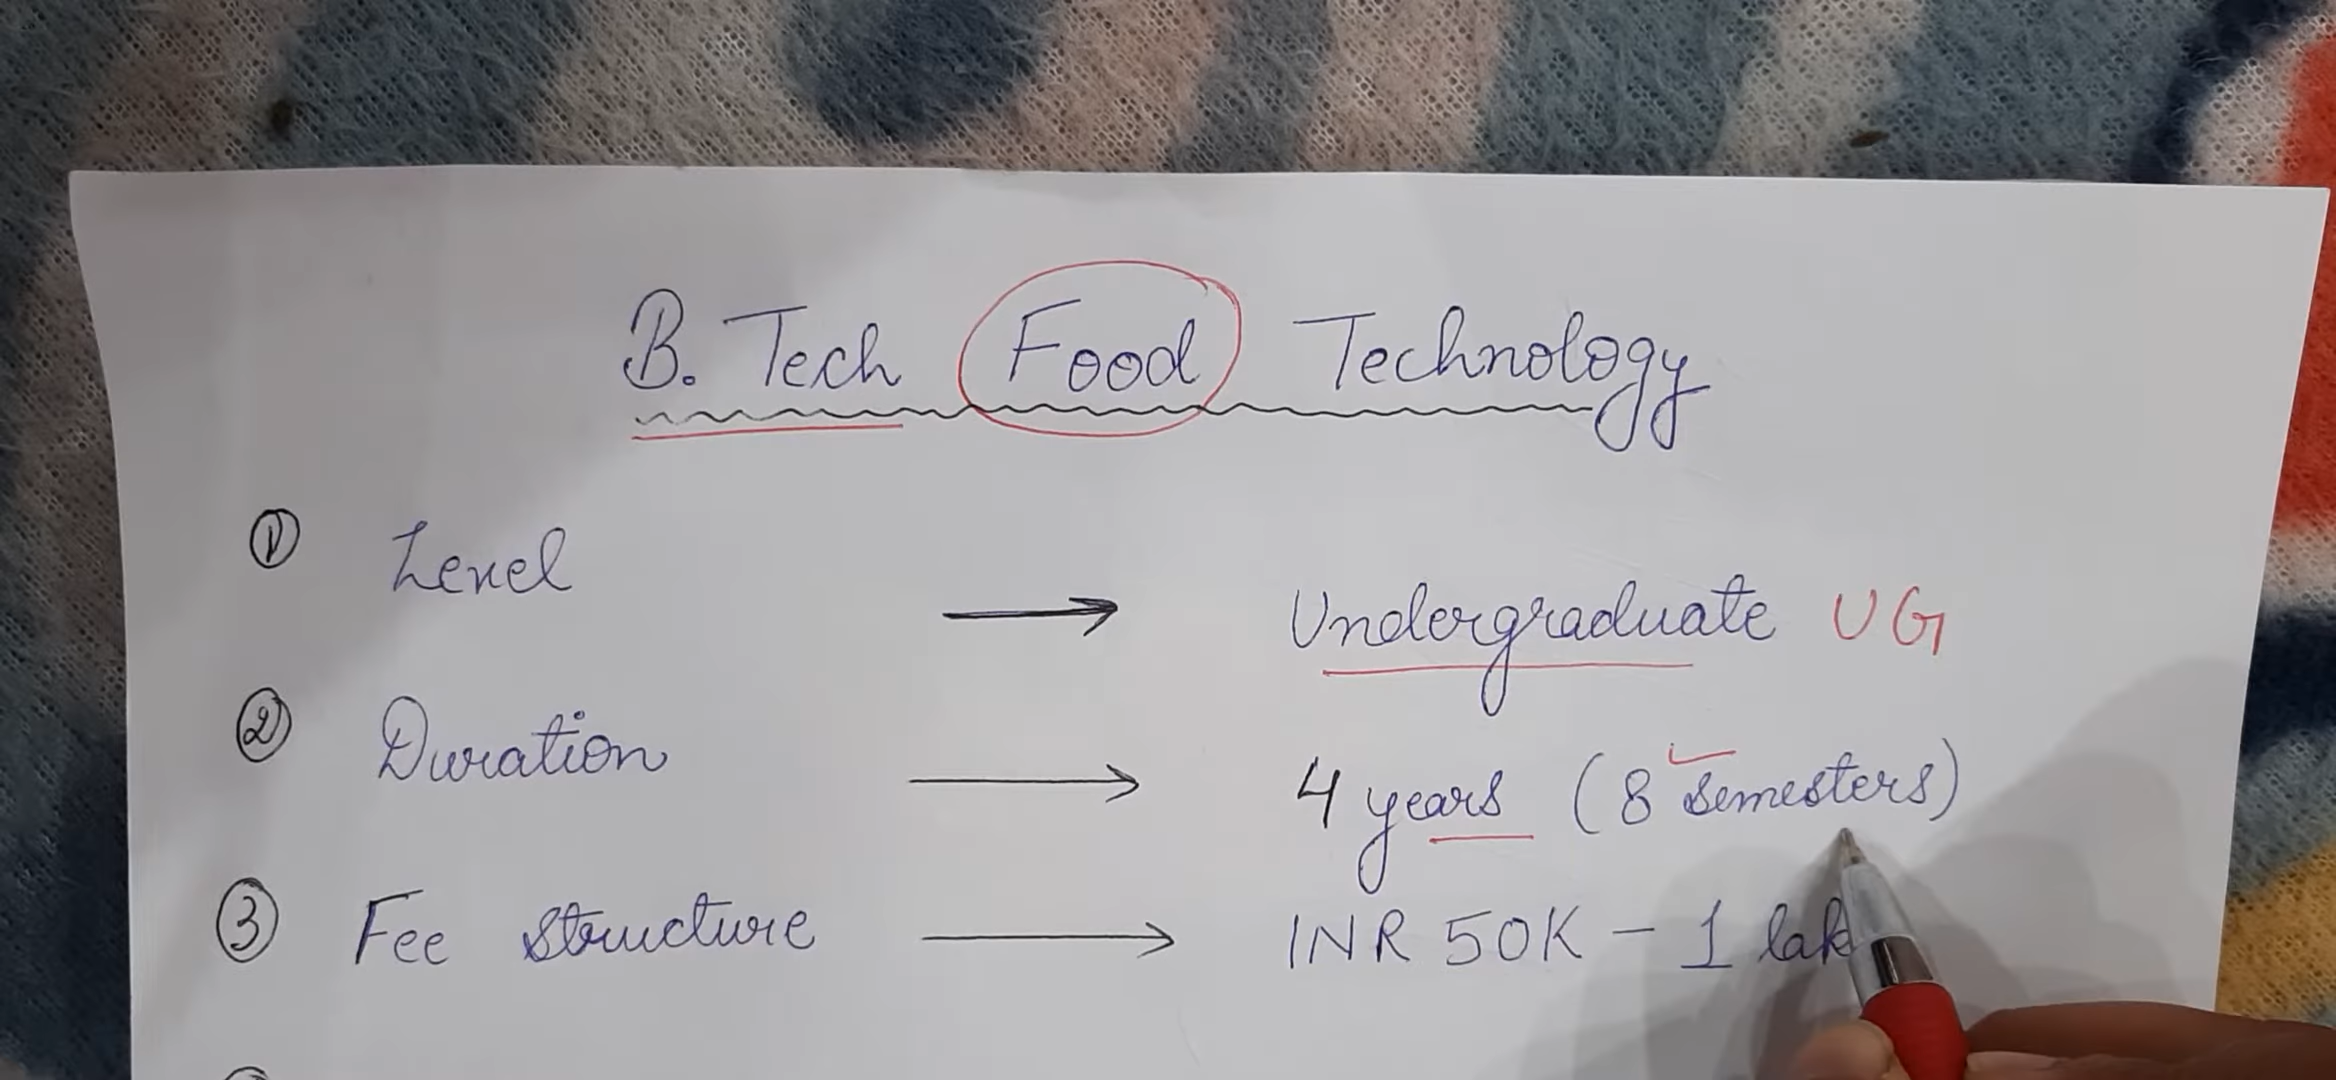 B. Tech Food Technology
① Level → Undergraduate UG
② Duration → 4 years (8 semesters)
③ Fee structure → INR 50K - 1 lak